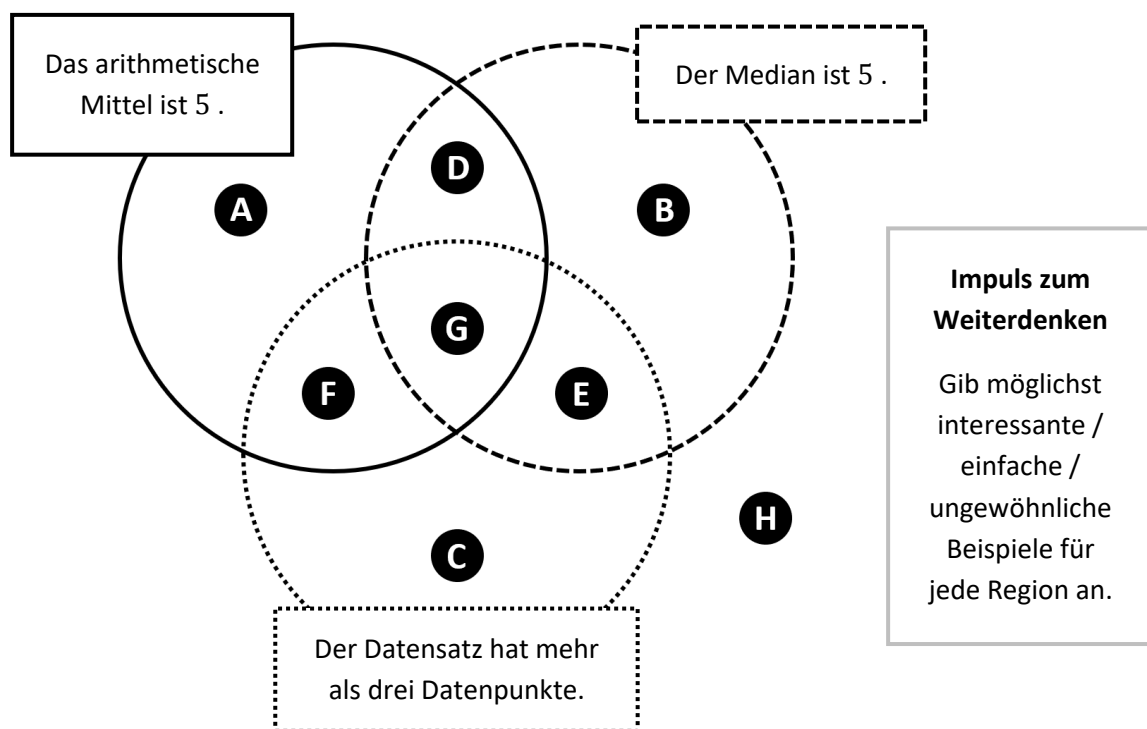 Das arithmetische
Mittel ist 5 .
Der Median ist 5 .
D
A
B
G
F
E
C
H
Der Datensatz hat mehr
als drei Datenpunkte.
Impuls zum
Weiterdenken
Gib möglichst
interessante /
einfache /
ungewöhnliche
Beispiele für
jede Region an.